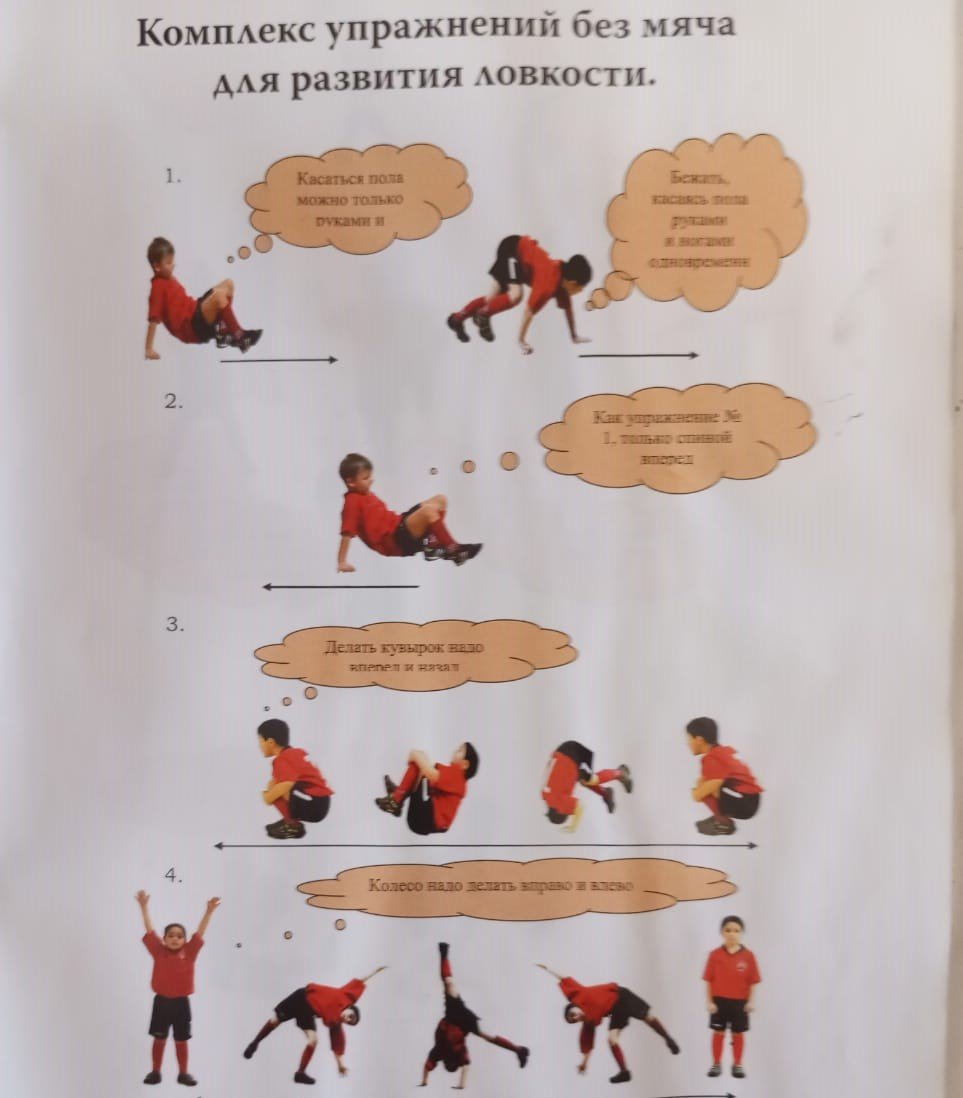 Комплекс упражнений без мяча
для развития ловкости.
1.
Касаться пола
можно только
руками и
Бежать,
касаясь пола
руками
и ногами
одновременн
2.
Как упражнение №
1, только спиной
вперед
3.
Делать кувырок надо
вперед и назад
4.
Колесо надо делать вправо и влево